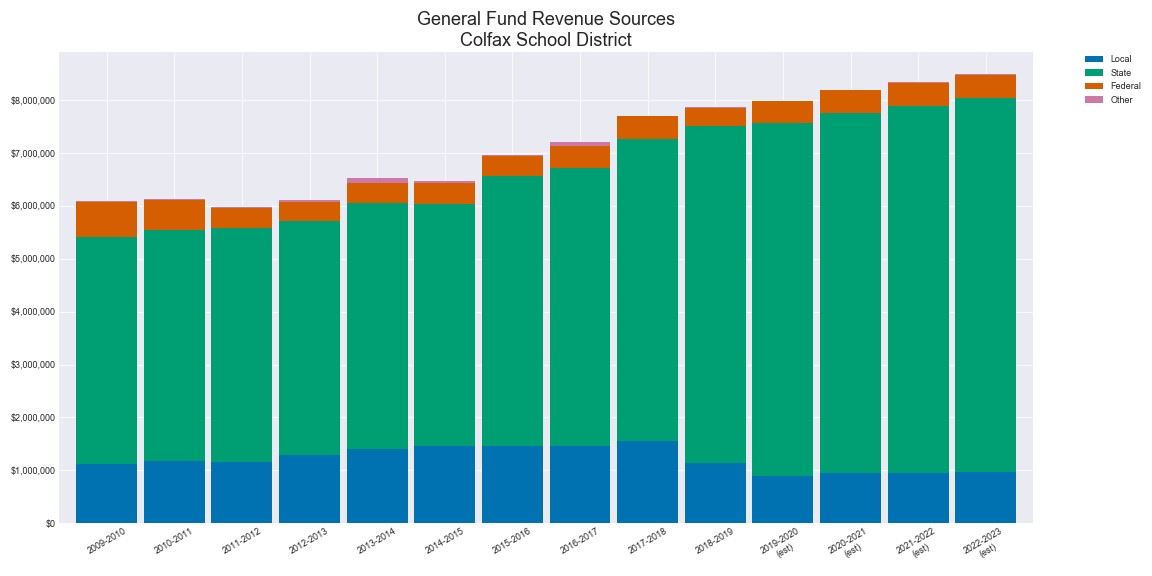 General Fund Revenue Sources
Colfax School District
Local
State
Federal
Other
$8,000,000
$7,000,000
$6,000,000
$5,000,000
$4,000,000
$3,000,000
$2,000,000
$1,000,000
$0
2009-2010
2010-2011
2011-2012
2012-2013
2013-2014
2014-2015
2015-2016
2016-2017
2017-2018
2018-2019
2019-2020
(est)
2020-2021
(est)
2021-2022
(est)
2022-2023
(est)